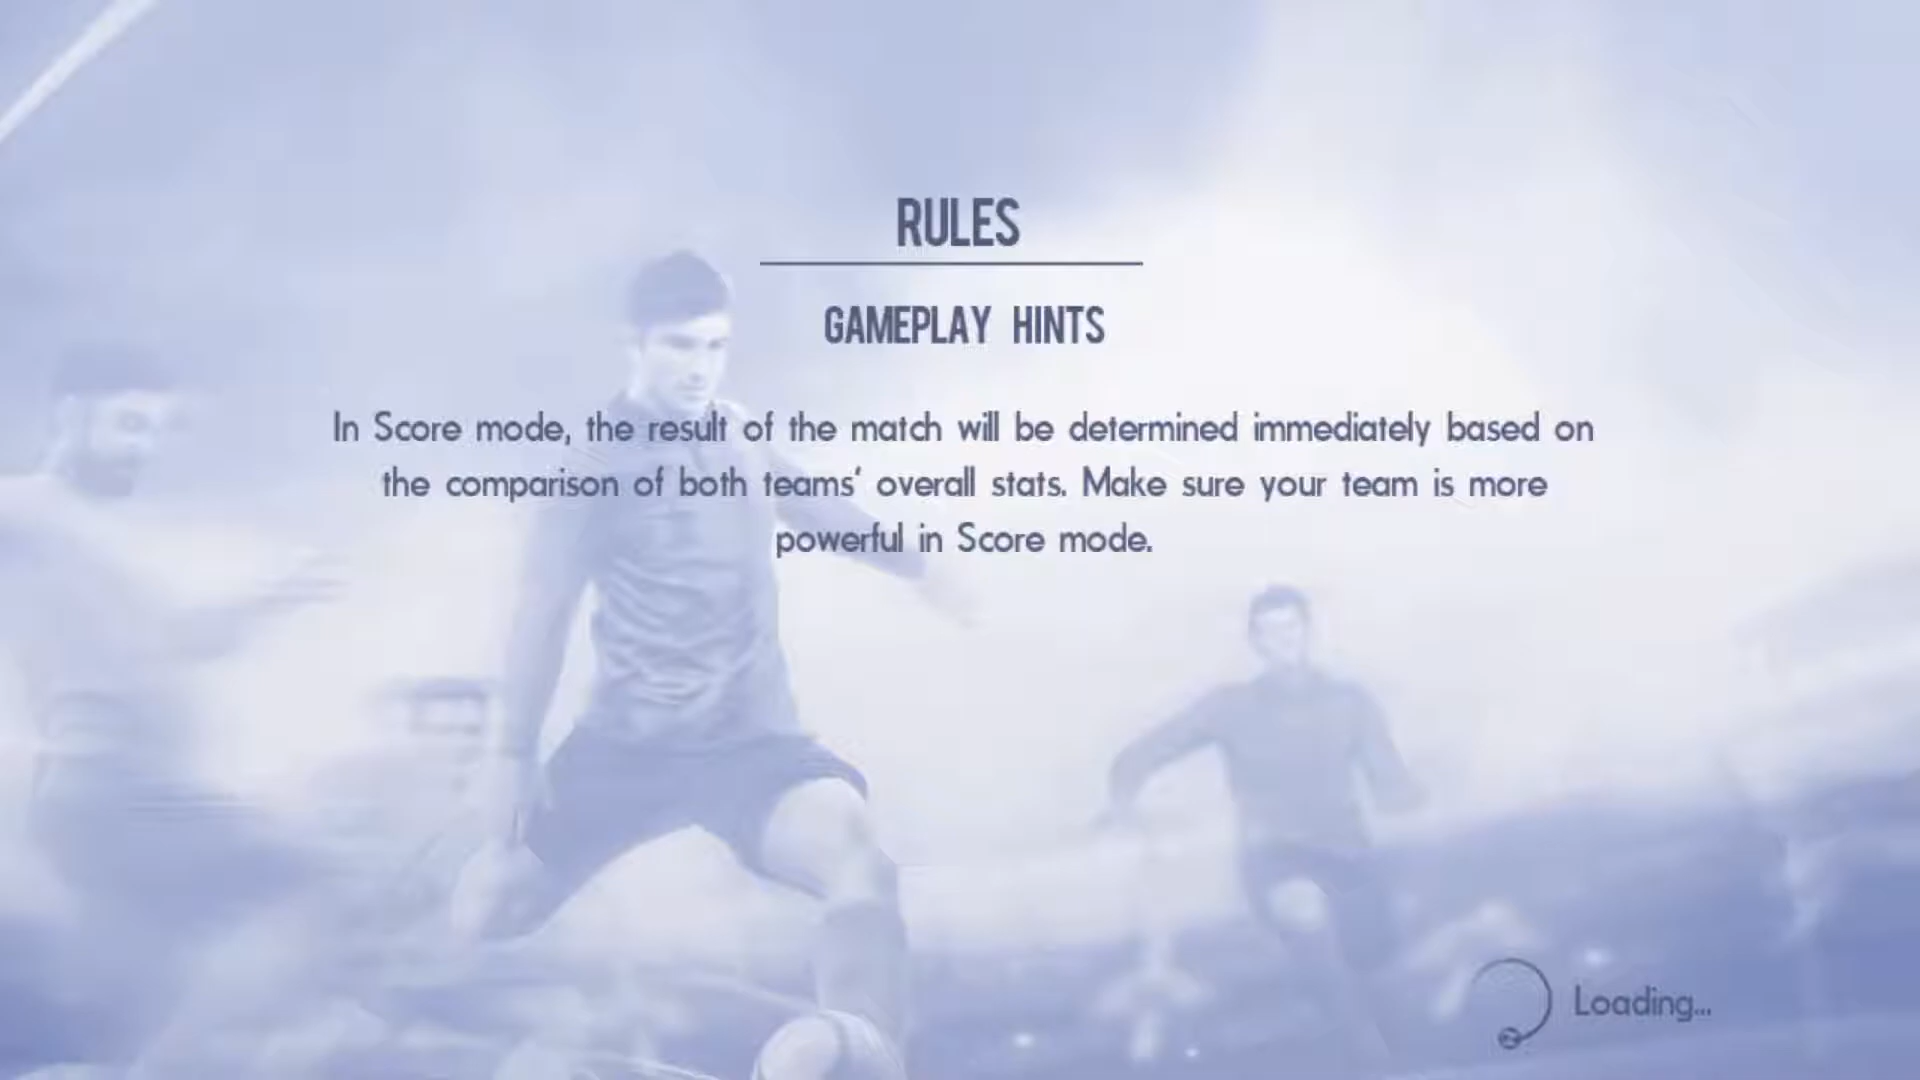 RULES
GAMEPLAY HINTS
In Score mode, the result of the match will be determined immediately based on
the comparison of both teams' overall stats. Make sure your team is more
powerful in Score mode.
Loading...